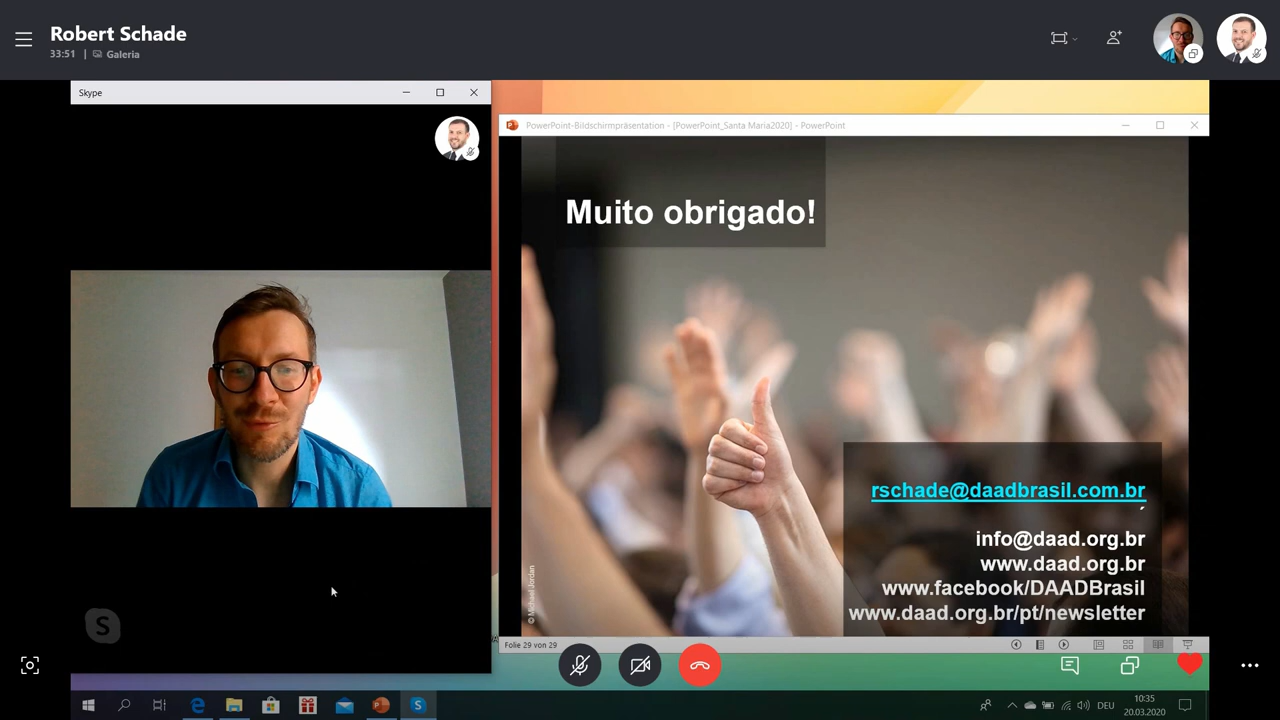 Robert Schade
33:51 | Galeria
Skype
PowerPoint-Bildschirmpräsentation - [PowerPoint_Santa Maria2020] - PowerPoint
Muito obrigado!
rschade@daadbrasil.com.br
´
info@daad.org.br
www.daad.org.br
www.facebook/DAADBrasil
www.daad.org.br/pt/newsletter
© Michael Jordan
S
Folie 29 von 29
DEU
10:35
20.03.2020